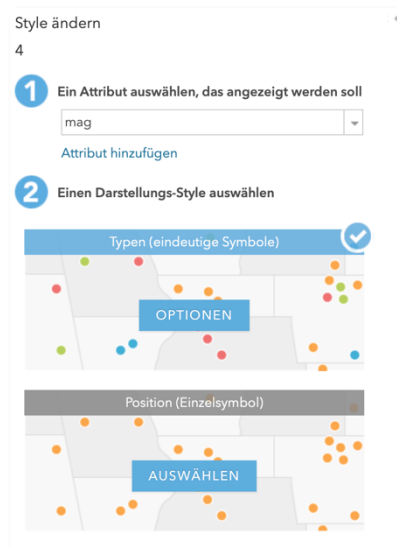 Style ändern
4
1 Ein Attribut auswählen, das angezeigt werden soll
mag
Attribut hinzufügen
2 Einen Darstellungs-Style auswählen
Typen (eindeutige Symbole)
OPTIONEN
Position (Einzelsymbol)
AUSWÄHLEN